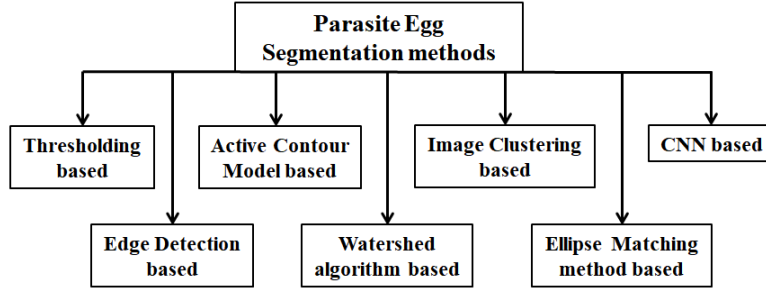 Parasite Egg
Segmentation methods
Thresholding
based
Active Contour
Model based
Image Clustering
based
CNN based
Edge Detection
based
Watershed
algorithm based
Ellipse Matching
method based